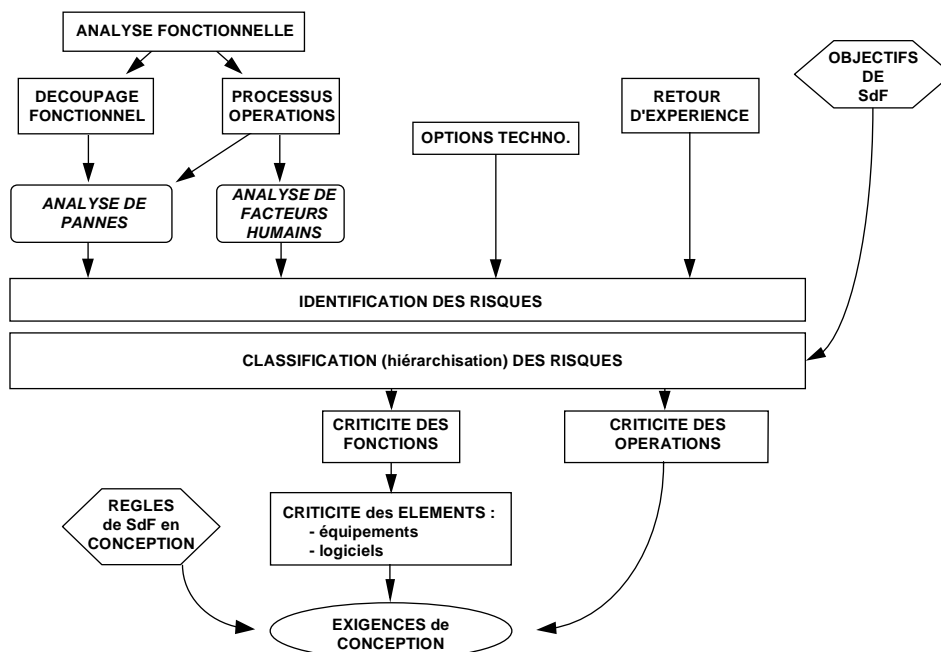 ANALYSE FONCTIONNELLE
OBJECTIFS
DE
SdF
DECOUPAGE
FONCTIONNEL
PROCESSUS
OPERATIONS
OPTIONS TECHNO.
RETOUR
D'EXPERIENCE
ANALYSE DE
PANNES
ANALYSE DE
FACTEURS
HUMAINS
IDENTIFICATION DES RISQUES
CLASSIFICATION (hiérarchisation) DES RISQUES
CRITICITE DES
FONCTIONS
CRITICITE DES
OPERATIONS
REGLES
de SdF en
CONCEPTION
CRITICITE des ELEMENTS :
- équipements
- logiciels
EXIGENCES de
CONCEPTION